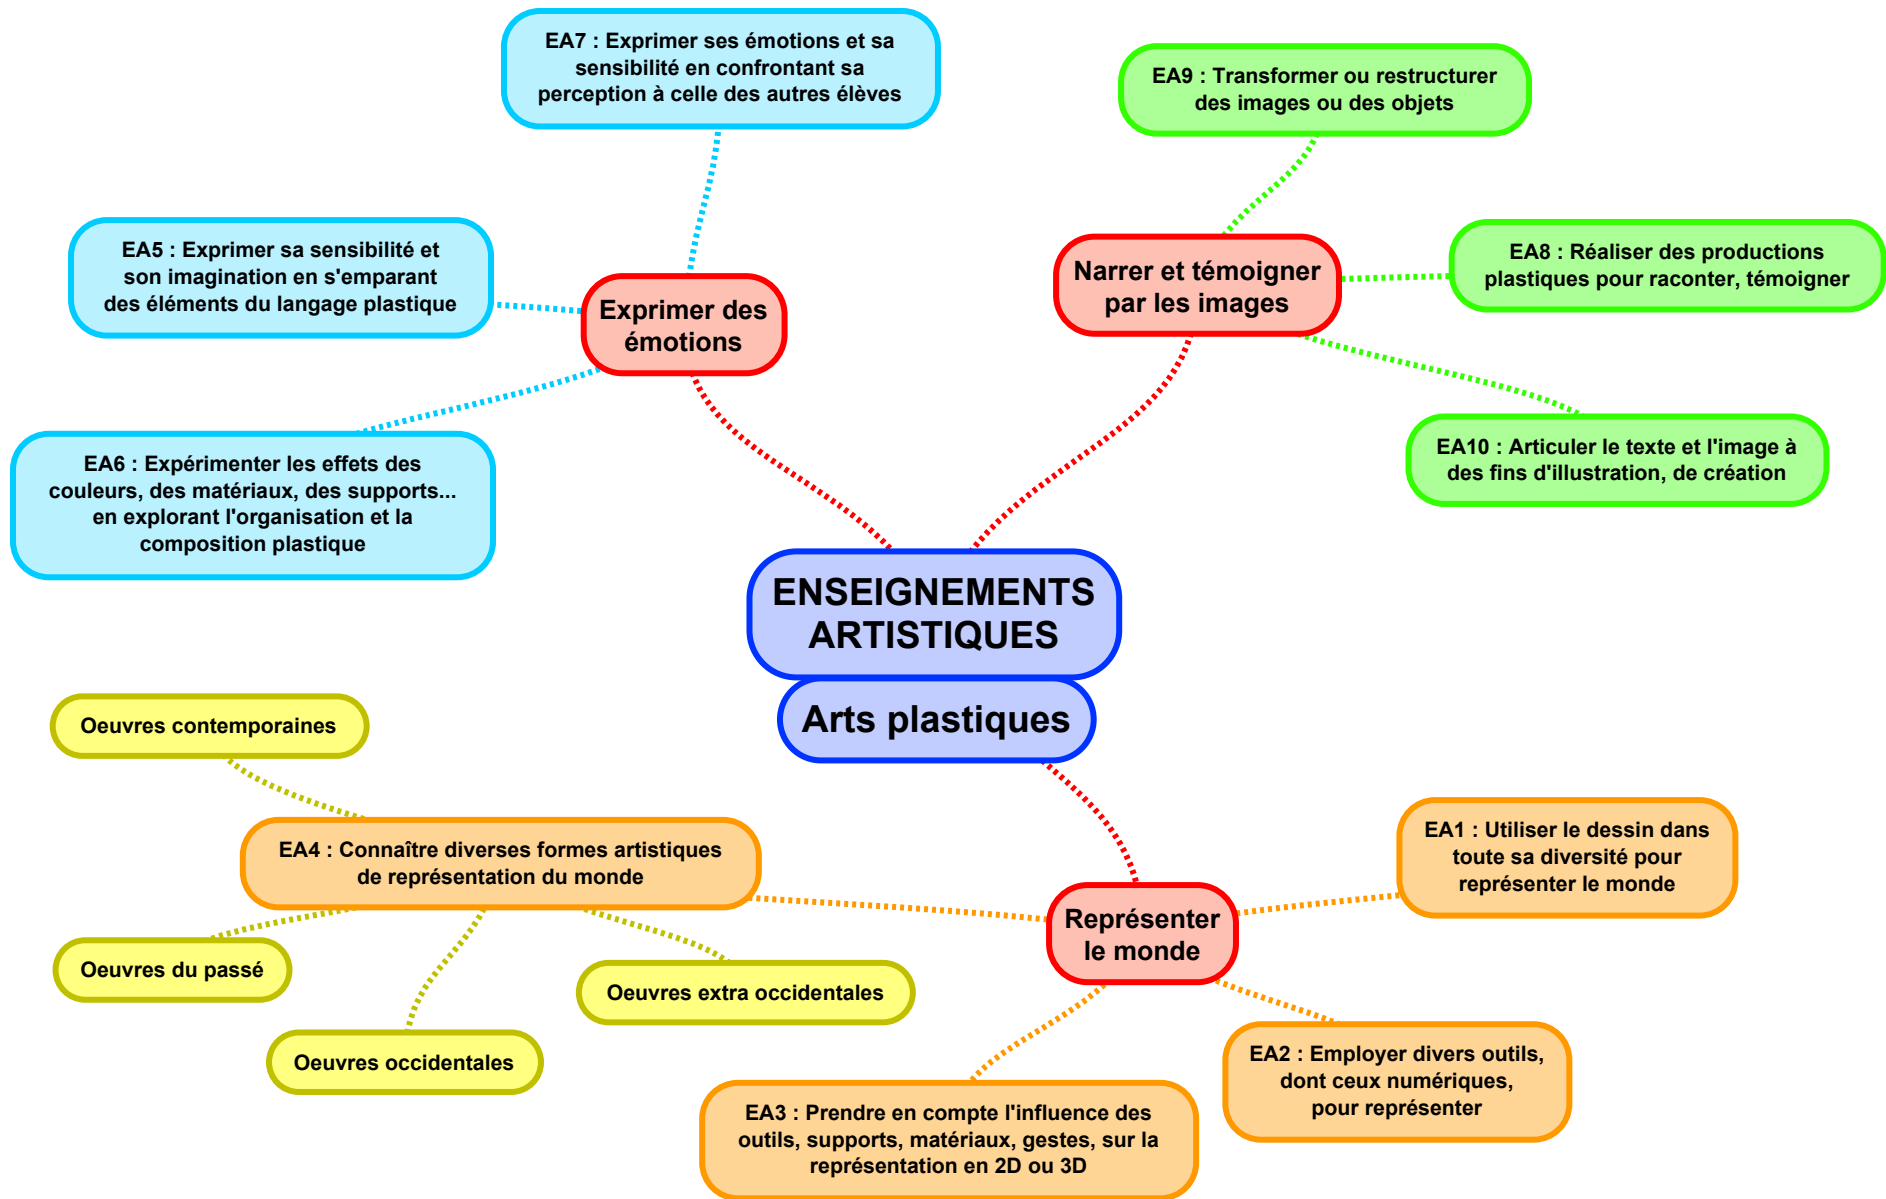 EA7 : Exprimer ses émotions et sa
sensibilité en confrontant sa
perception à celle des autres élèves
EA9 : Transformer ou restructurer
des images ou des objets
EA5 : Exprimer sa sensibilité et
son imagination en s'emparant
des éléments du langage plastique
Exprimer des
émotions
Narrer et témoigner
par les images
EA8 : Réaliser des productions
plastiques pour raconter, témoigner
EA6 : Expérimenter les effets des
couleurs, des matériaux, des supports...
en explorant l'organisation et la
composition plastique
EA10 : Articuler le texte et l'image à
des fins d'illustration, de création
ENSEIGNEMENTS
ARTISTIQUES
Arts plastiques
Oeuvres contemporaines
EA4 : Connaître diverses formes artistiques
de représentation du monde
Oeuvres du passé
Oeuvres occidentales
Oeuvres extra occidentales
Représenter
le monde
EA1 : Utiliser le dessin dans
toute sa diversité pour
représenter le monde
EA2 : Employer divers outils,
dont ceux numériques,
pour représenter
EA3 : Prendre en compte l'influence des
outils, supports, matériaux, gestes, sur la
représentation en 2D ou 3D